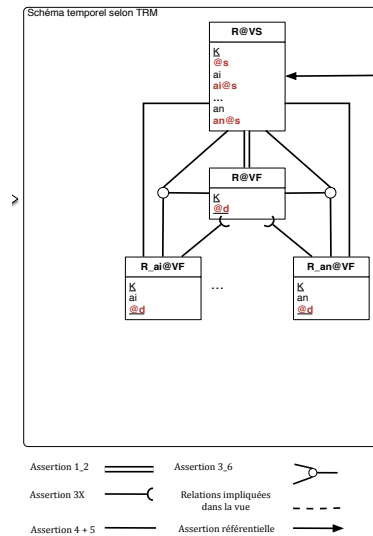 Schéma temporel selon TRM
R@VS
K
@s
ai
ai@s
...
an
an@s
R@VF
K
@d
R_ai@VF
K
ai
@d
...
R_an@VF
K
an
@d
>
Assertion 1_2
Assertion 3_6
Assertion 3X
Relations impliquées
dans la vue
Assertion 4 + 5
Assertion référentielle